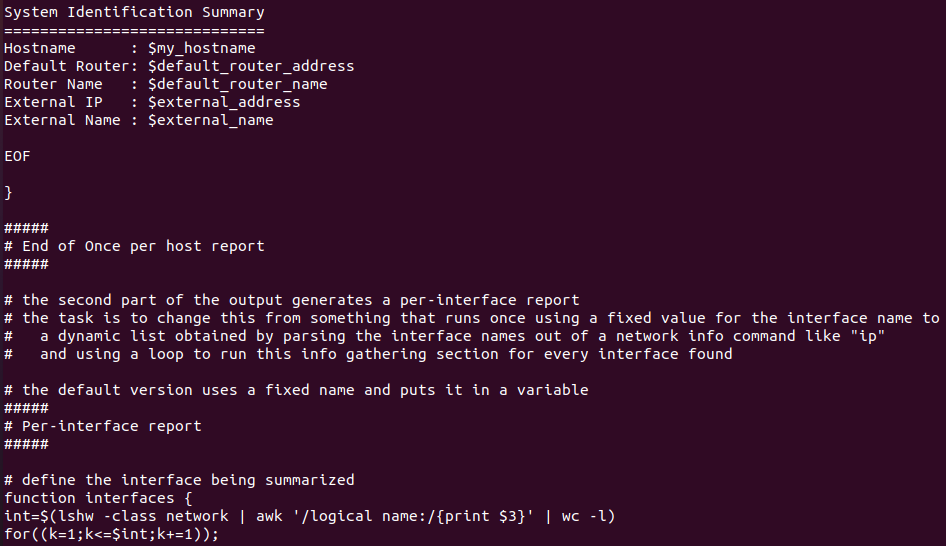 System Identification Summary
=============================
Hostname      : $my_hostname
Default Router: $default_router_address
Router Name   : $default_router_name
External IP   : $external_address
External Name : $external_name
EOF
}
#####
# End of Once per host report
#####
# the second part of the output generates a per-interface report
# the task is to change this from something that runs once using a fixed value for the interface name to
#   a dynamic list obtained by parsing the interface names out of a network info command like "ip"
#   and using a loop to run this info gathering section for every interface found
# the default version uses a fixed name and puts it in a variable
#####
# Per-interface report
#####
# define the interface being summarized
function interfaces {
int=$(lshw -class network | awk '/logical name:/{print $3}' | wc -l)
for((k=1;k<=$int;k+=1));